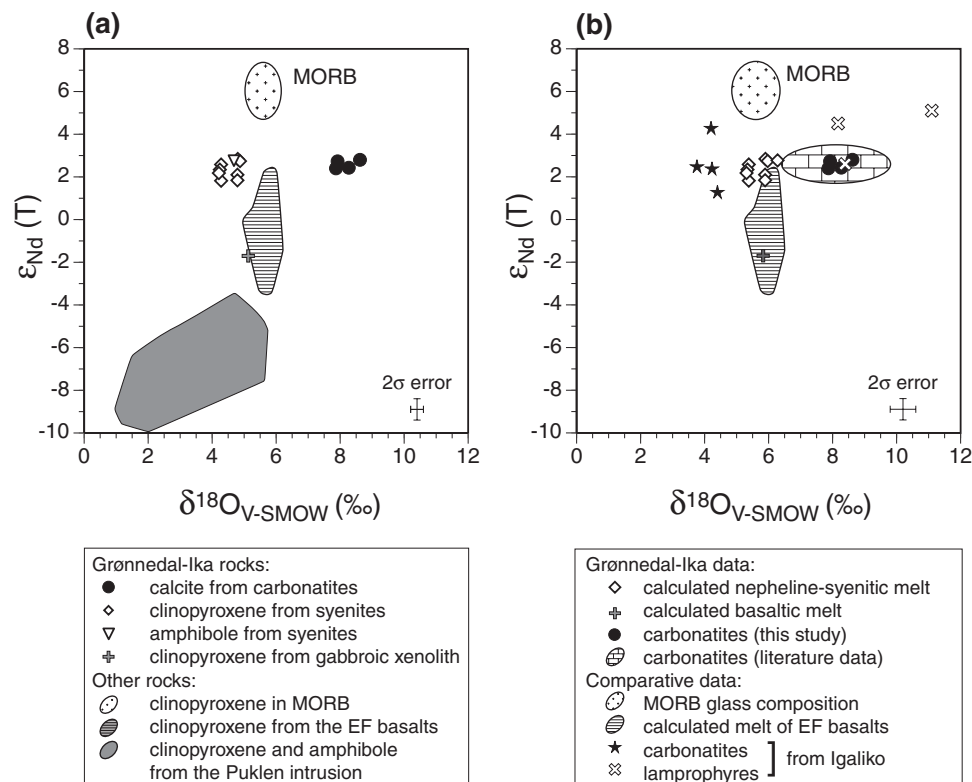 (a)
(b)
8
6
4
2
0
-2
-4
-6
-8
-10
εNd (T)
MORB
2σ error
0 2 4 6 8 10 12
δ18OV-SMOW (‰)
8
6
4
2
0
-2
-4
-6
-8
-10
εNd (T)
MORB
2σ error
0 2 4 6 8 10 12
δ18OV-SMOW (‰)
Grønnedal-Ika rocks:
calcite from carbonatites
clinopyroxene from syenites
amphibole from syenites
clinopyroxene from gabbroic xenolith
Other rocks:
clinopyroxene in MORB
clinopyroxene from the EF basalts
clinopyroxene and amphibole
from the Puklen intrusion
Grønnedal-Ika data:
calculated nepheline-syenitic melt
calculated basaltic melt
carbonatites (this study)
carbonatites (literature data)
Comparative data:
MORB glass composition
calculated melt of EF basalts
carbonatites
lamprophyres
from Igaliko